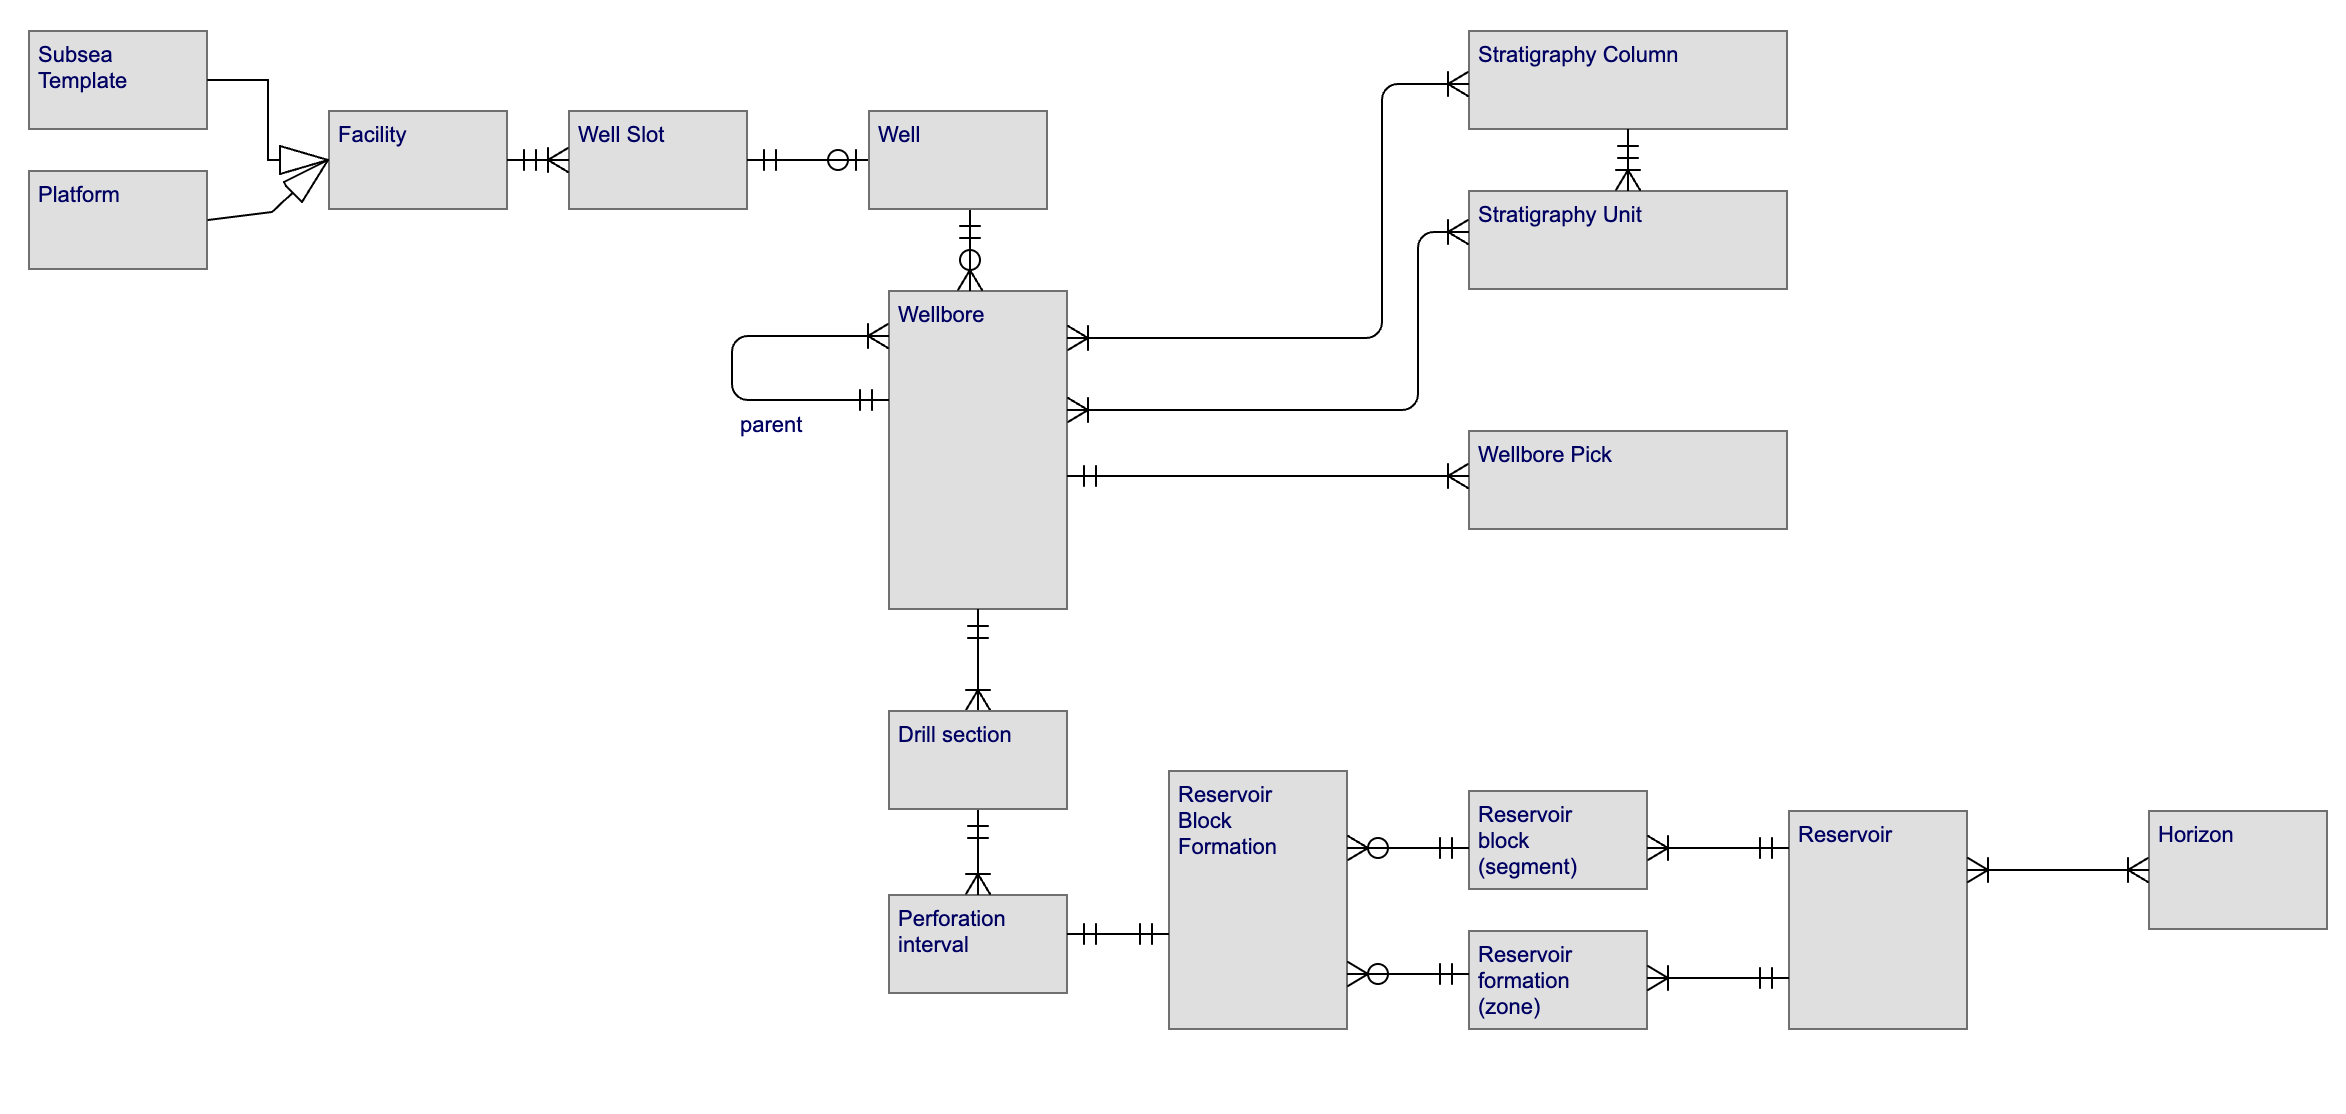 Subsea
Template
Platform
Facility
Well Slot
Well
Stratigraphy Column
Stratigraphy Unit
Wellbore
parent
Wellbore Pick
Drill section
Perforation
interval
Reservoir
Block
Formation
Reservoir
block
(segment)
Reservoir
formation
(zone)
Reservoir
Horizon